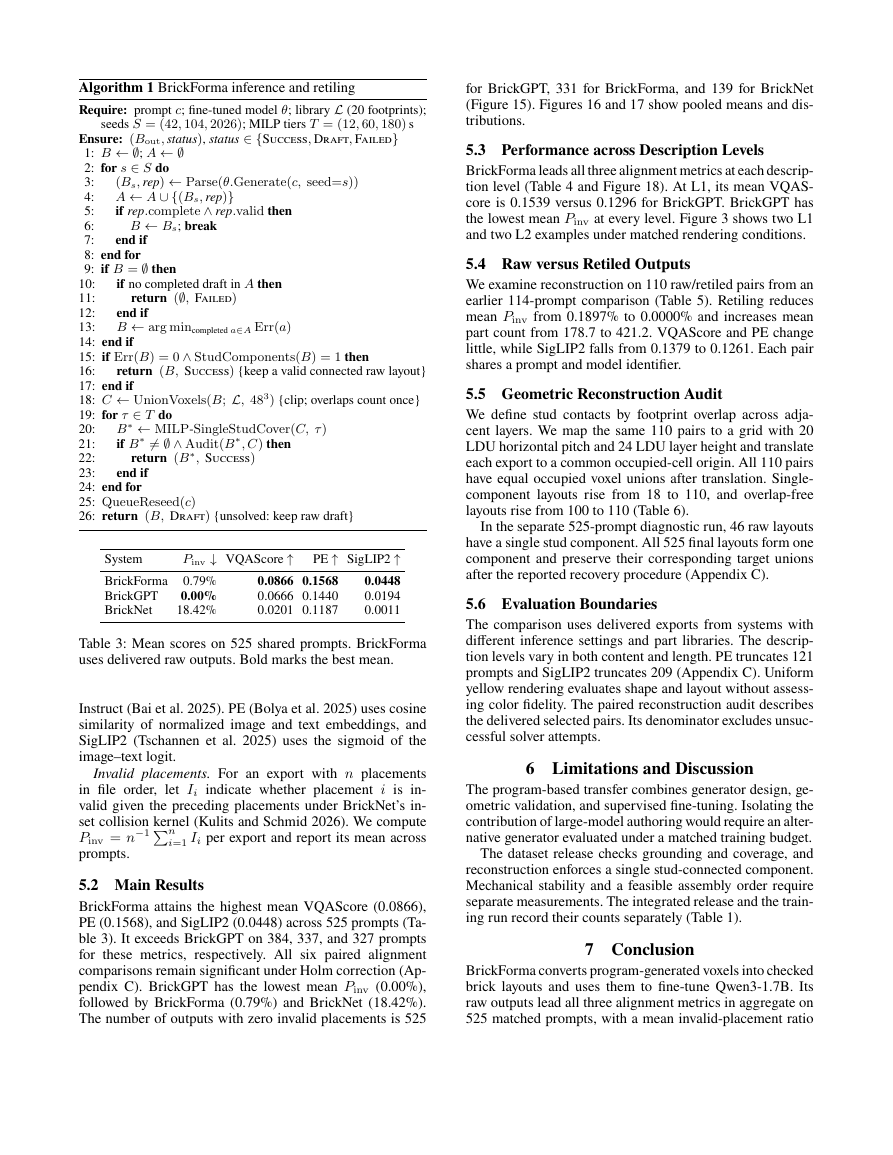 Algorithm 1 BrickForma inference and retiling
Require: prompt c; fine-tuned model θ; library ℒ (20 footprints);
seeds S = (42, 104, 2026); MILP tiers T = (12, 60, 180) s
Ensure: (B_out, status), status ∈ {Success, Draft, Failed}
1: B ← ∅; A ← ∅
2: for s ∈ S do
3: (B_s, rep) ← Parse(θ.Generate(c, seed=s))
4: A ← A ∪ {(B_s, rep)}
5: if rep.complete ∧ rep.valid then
6: B ← B_s; break
7: end if
8: end for
9: if B = ∅ then
10: if no completed draft in A then
11: return (∅, Failed)
12: end if
13: B ← arg min_{completed a∈A} Err(a)
14: end if
15: if Err(B) = 0 ∧ StudComponents(B) = 1 then
16: return (B, Success) {keep a valid connected raw layout}
17: end if
18: C ← UnionVoxels(B; ℒ, 48³) {clip; overlaps count once}
19: for τ ∈ T do
20: B* ← MILP-SingleStudCover(C, τ)
21: if B* ≠ ∅ ∧ Audit(B*, C) then
22: return (B*, Success)
23: end if
24: end for
25: QueueReseed(c)
26: return (B, Draft) {unsolved: keep raw draft}
System P_inv ↓ VQAScore ↑ PE ↑ SigLIP2 ↑
BrickForma 0.79% 0.0866 0.1568 0.0448
BrickGPT 0.00% 0.0666 0.1440 0.0194
BrickNet 18.42% 0.0201 0.1187 0.0011
Table 3: Mean scores on 525 shared prompts. BrickForma
uses delivered raw outputs. Bold marks the best mean.
Instruct (Bai et al. 2025). PE (Bolya et al. 2025) uses cosine
similarity of normalized image and text embeddings, and
SigLIP2 (Tschannen et al. 2025) uses the sigmoid of the
image–text logit.
Invalid placements. For an export with n placements
in file order, let I_i indicate whether placement i is in-
valid given the preceding placements under BrickNet's in-
set collision kernel (Kulits and Schmid 2026). We compute
P_inv = n⁻¹ ∑ⁿ_{i=1} I_i per export and report its mean across
prompts.
5.2 Main Results
BrickForma attains the highest mean VQAScore (0.0866),
PE (0.1568), and SigLIP2 (0.0448) across 525 prompts (Ta-
ble 3). It exceeds BrickGPT on 384, 337, and 327 prompts
for these metrics, respectively. All six paired alignment
comparisons remain significant under Holm correction (Ap-
pendix C). BrickGPT has the lowest mean P_inv (0.00%),
followed by BrickForma (0.79%) and BrickNet (18.42%).
The number of outputs with zero invalid placements is 525
for BrickGPT, 331 for BrickForma, and 139 for BrickNet
(Figure 15). Figures 16 and 17 show pooled means and dis-
tributions.
5.3 Performance across Description Levels
BrickForma leads all three alignment metrics at each descrip-
tion level (Table 4 and Figure 18). At L1, its mean VQAS-
core is 0.1539 versus 0.1296 for BrickGPT. BrickGPT has
the lowest mean P_inv at every level. Figure 3 shows two L1
and two L2 examples under matched rendering conditions.
5.4 Raw versus Retiled Outputs
We examine reconstruction on 110 raw/retiled pairs from an
earlier 114-prompt comparison (Table 5). Retiling reduces
mean P_inv from 0.1897% to 0.0000% and increases mean
part count from 178.7 to 421.2. VQAScore and PE change
little, while SigLIP2 falls from 0.1379 to 0.1261. Each pair
shares a prompt and model identifier.
5.5 Geometric Reconstruction Audit
We define stud contacts by footprint overlap across adja-
cent layers. We map the same 110 pairs to a grid with 20
LDU horizontal pitch and 24 LDU layer height and translate
each export to a common occupied-cell origin. All 110 pairs
have equal occupied voxel unions after translation. Single-
component layouts rise from 18 to 110, and overlap-free
layouts rise from 100 to 110 (Table 6).
In the separate 525-prompt diagnostic run, 46 raw layouts
have a single stud component. All 525 final layouts form one
component and preserve their corresponding target unions
after the reported recovery procedure (Appendix C).
5.6 Evaluation Boundaries
The comparison uses delivered exports from systems with
different inference settings and part libraries. The descrip-
tion levels vary in both content and length. PE truncates 121
prompts and SigLIP2 truncates 209 (Appendix C). Uniform
yellow rendering evaluates shape and layout without assess-
ing color fidelity. The paired reconstruction audit describes
the delivered selected pairs. Its denominator excludes unsuc-
cessful solver attempts.
6 Limitations and Discussion
The program-based transfer combines generator design, ge-
ometric validation, and supervised fine-tuning. Isolating the
contribution of large-model authoring would require an alter-
native generator evaluated under a matched training budget.
The dataset release checks grounding and coverage, and
reconstruction enforces a single stud-connected component.
Mechanical stability and a feasible assembly order require
separate measurements. The integrated release and the train-
ing run record their counts separately (Table 1).
7 Conclusion
BrickForma converts program-generated voxels into checked
brick layouts and uses them to fine-tune Qwen3-1.7B. Its
raw outputs lead all three alignment metrics in aggregate on
525 matched prompts, with a mean invalid-placement ratio